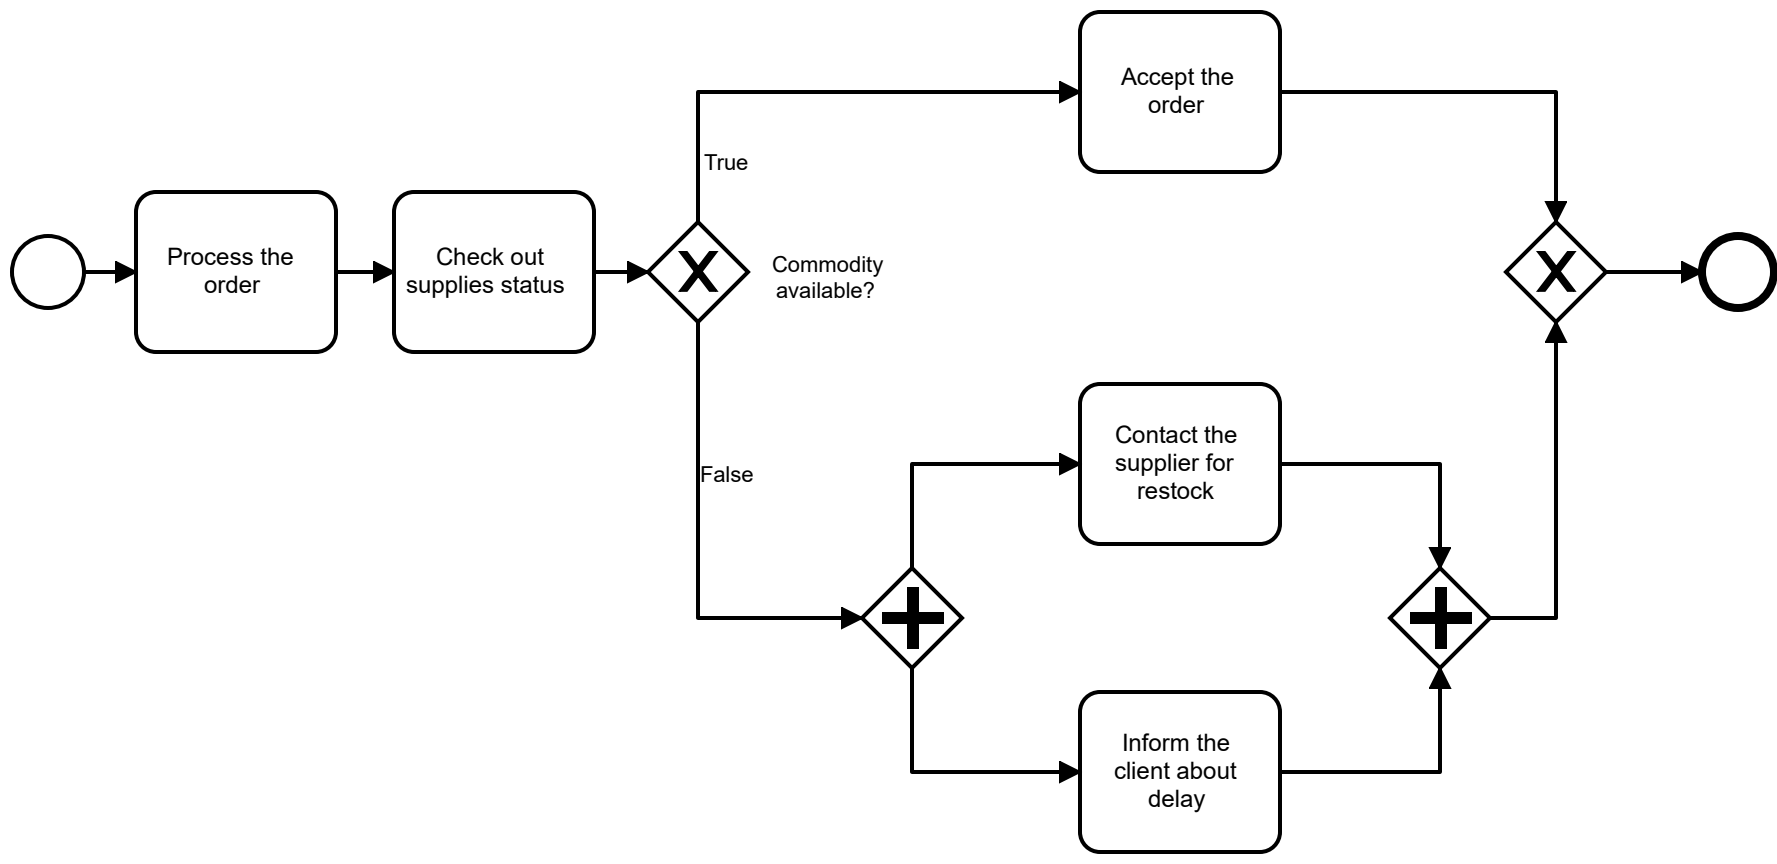 Process the
order
Check out
supplies status
True
Commodity
available?
False
Accept the
order
Contact the
supplier for
restock
Inform the
client about
delay